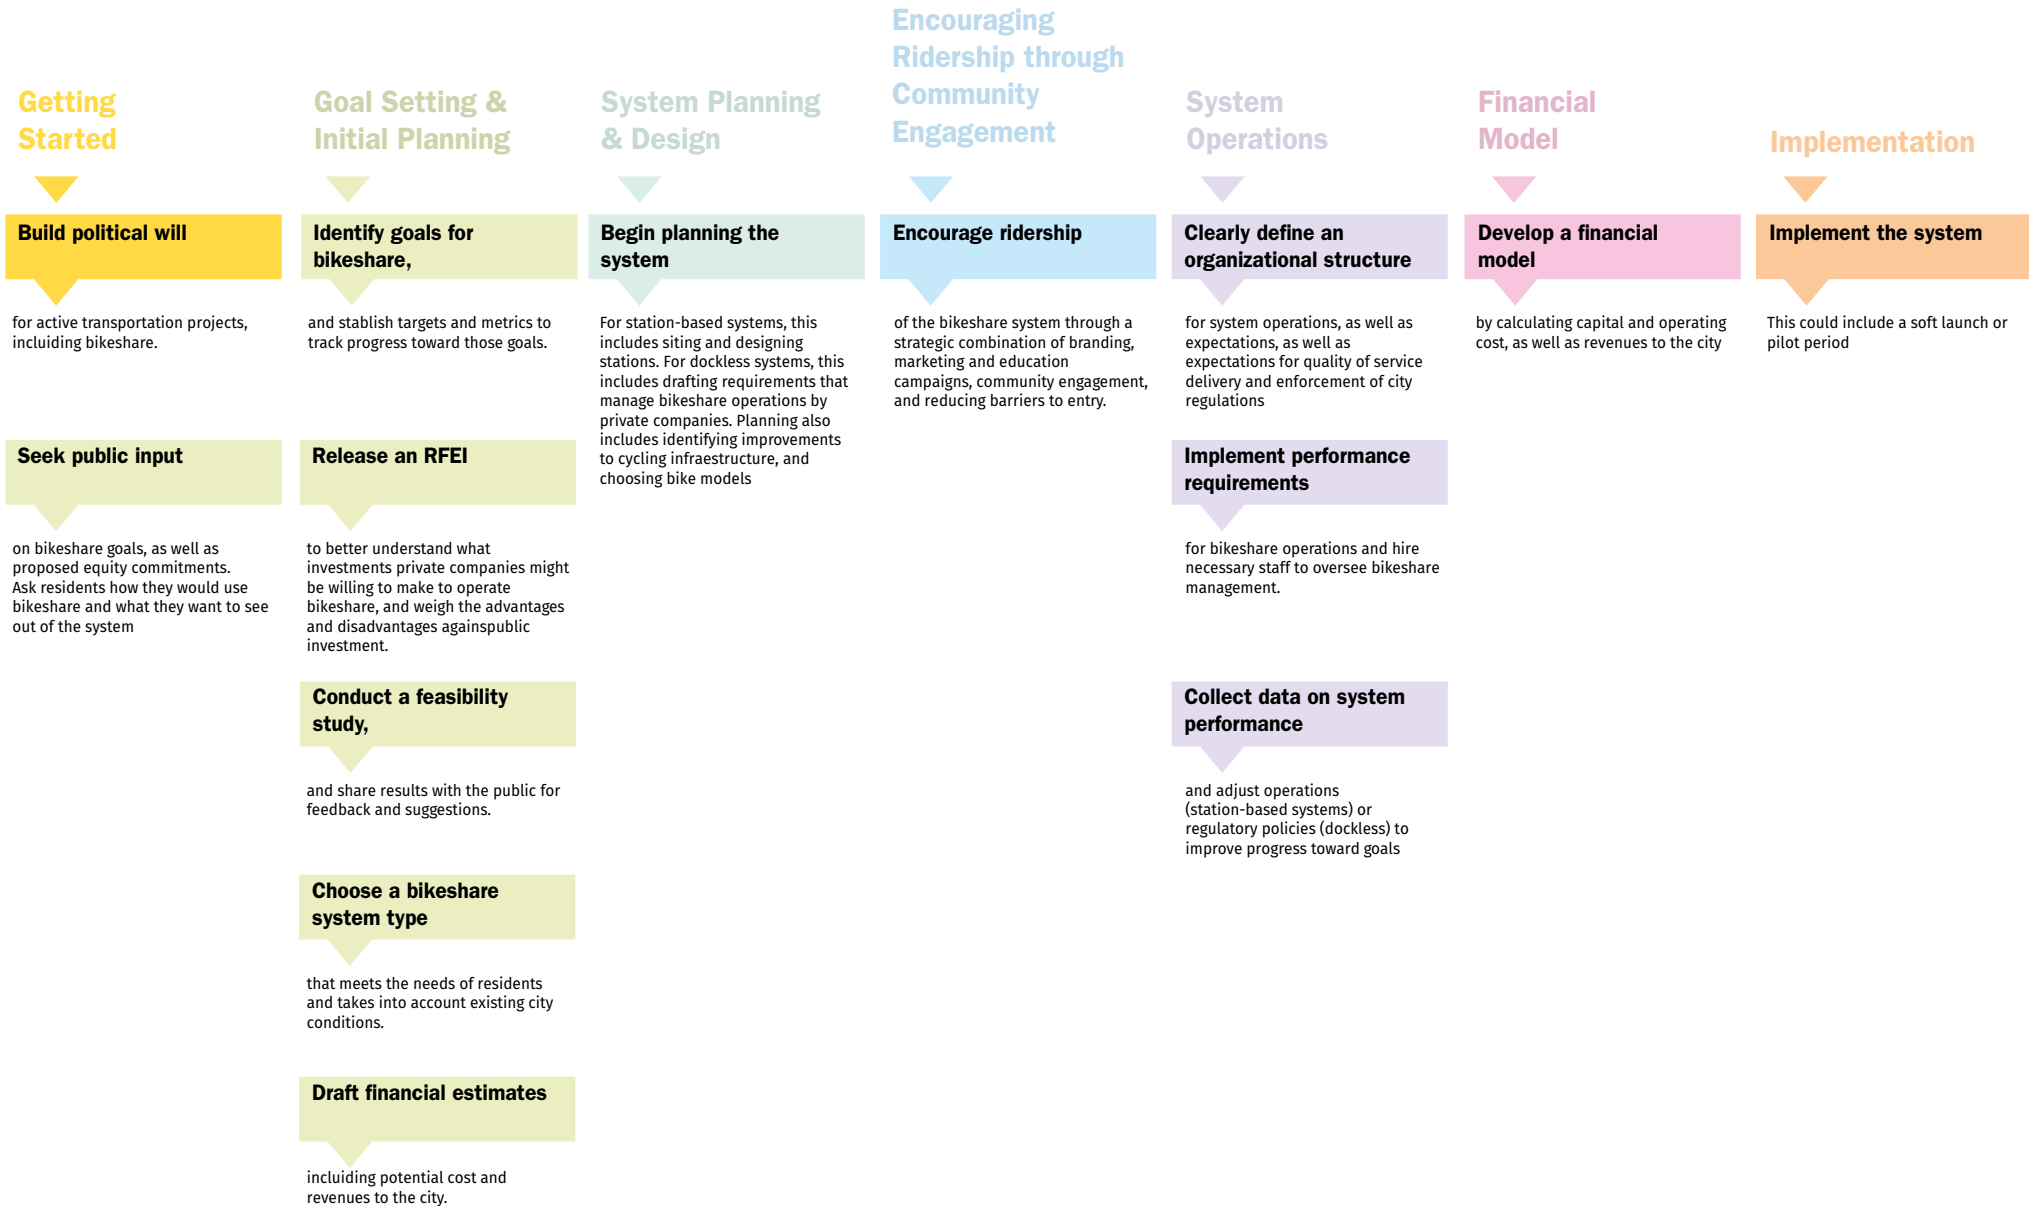 Getting
Started
Build political will
for active transportation projects,
incluiding bikeshare.
Seek public input
on bikeshare goals, as well as
proposed equity commitments.
Ask residents how they would use
bikeshare and what they want to see
out of the system
Goal Setting &
Initial Planning
Identify goals for
bikeshare,
and stablish targets and metrics to
track progress toward those goals.
Release an RFEI
to better understand what
investments private companies might
be willing to make to operate
bikeshare, and weigh the advantages
and disadvantages againspublic
investment.
Conduct a feasibility
study,
and share results with the public for
feedback and suggestions.
Choose a bikeshare
system type
that meets the needs of residents
and takes into account existing city
conditions.
Draft financial estimates
incluiding potential cost and
revenues to the city.
System Planning
& Design
Begin planning the
system
For station-based systems, this
includes siting and designing
stations. For dockless systems, this
includes drafting requirements that
manage bikeshare operations by
private companies. Planning also
includes identifying improvements
to cycling infraestructure, and
choosing bike models
Encouraging
Ridership through
Community
Engagement
Encourage ridership
of the bikeshare system through a
strategic combination of branding,
marketing and education
campaigns, community engagement,
and reducing barriers to entry.
System
Operations
Clearly define an
organizational structure
for system operations, as well as
expectations, as well as
expectations for quality of service
delivery and enforcement of city
regulations
Implement performance
requirements
for bikeshare operations and hire
necessary staff to oversee bikeshare
management.
Collect data on system
performance
and adjust operations
(station-based systems) or
regulatory policies (dockless) to
improve progress toward goals
Financial
Model
Develop a financial
model
by calculating capital and operating
cost, as well as revenues to the city
Implementation
Implement the system
This could include a soft launch or
pilot period